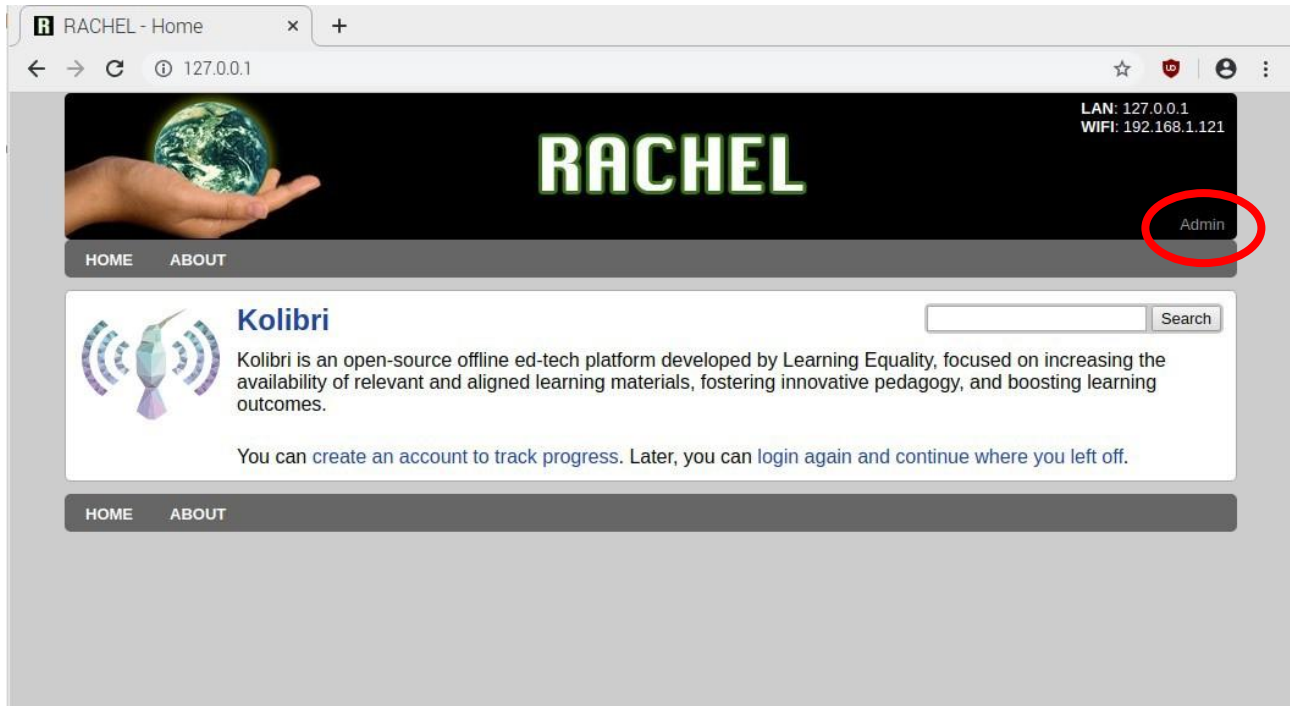 RACHEL - Home
127.0.0.1
LAN: 127.0.0.1
WIFI: 192.168.1.121
RACHEL
Admin
HOME ABOUT
Kolibri
Search
Kolibri is an open-source offline ed-tech platform developed by Learning Equality, focused on increasing the
availability of relevant and aligned learning materials, fostering innovative pedagogy, and boosting learning
outcomes.
You can create an account to track progress. Later, you can login again and continue where you left off.
HOME ABOUT